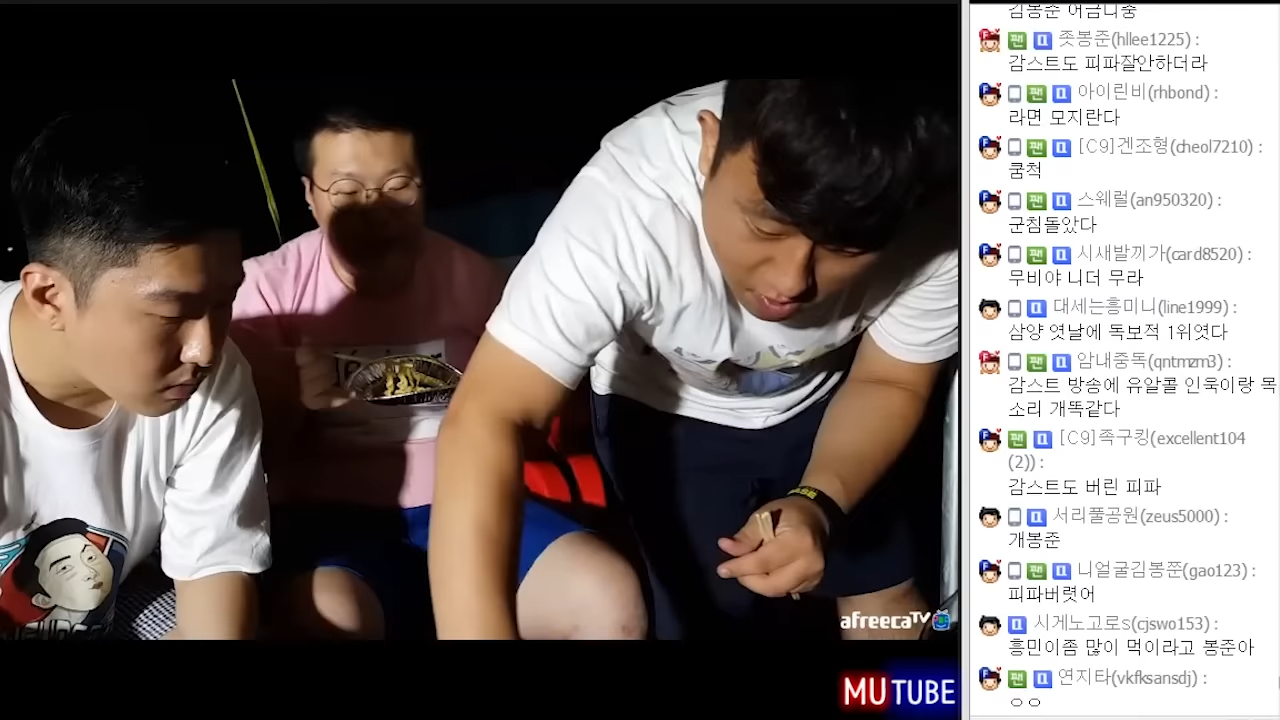 김봉준 어금니충
좃봉준(hllee1225) :
감스트도 피파잘안하더라
아이린비(rhbond) :
라면 모지란다
[C9]겐조형(cheol7210) :
쿰척
스웨럴(an950320) :
군침돌았다
시새발끼가(card8520) :
무비야 니더 무라
대세는흥미니(line1999) :
삼양 엿날에 독보적 1위엿다
암내중독(qntmzm3) :
감스트 방송에 유알콜 인욱이랑 목
소리 개똑같다
[C9]족구킹(excellent104
(2)) :
감스트도 버린 피파
서리풀공원(zeus5000) :
개봉준
니얼굴김봉쭌(gao123) :
피파버렷어
시게노고로s(cjswo153) :
흥민이좀 많이 먹이라고 봉준아
연지타(vkfksansdj) :
ㅇㅇ
afreecaTV
MUTUBE